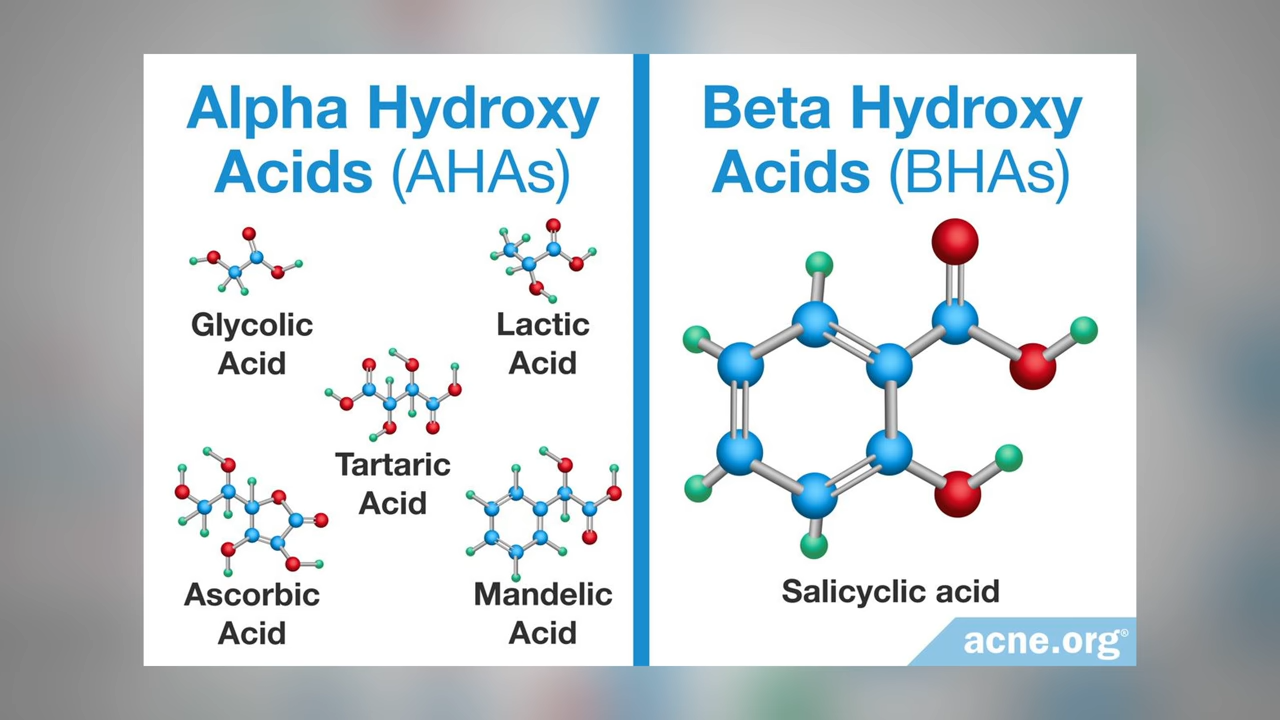 Alpha Hydroxy
Acids (AHAs)
Glycolic
Acid
Lactic
Acid
Tartaric
Acid
Ascorbic
Acid
Mandelic
Acid
Beta Hydroxy
Acids (BHAs)
Salicyclic acid
acne.org®